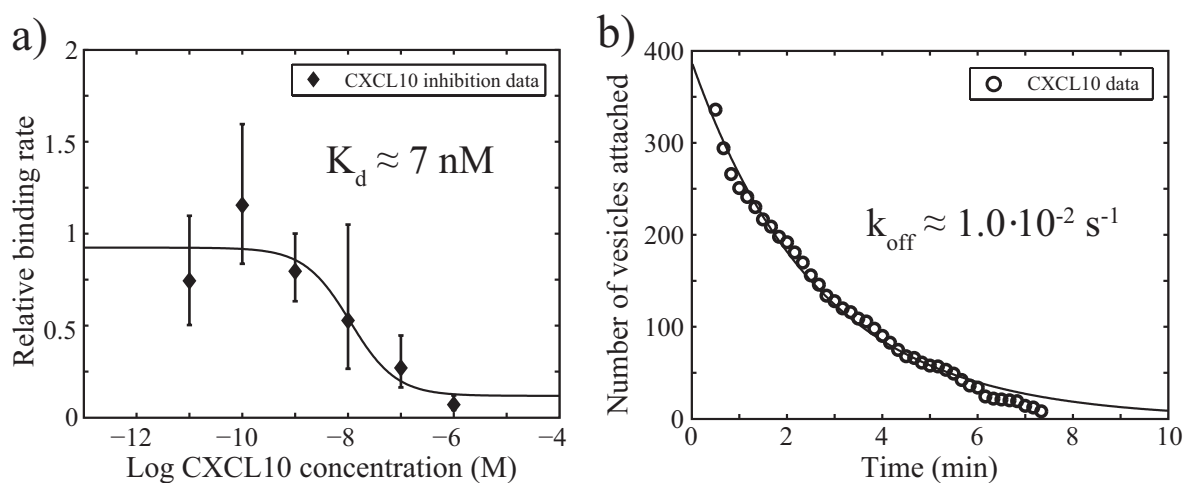 a)
2
1.5
1
0.5
0
Relative binding rate
CXCL10 inhibition data
K_d ≈ 7 nM
−12 −10 −8 −6 −4
Log CXCL10 concentration (M)
b)
400
300
200
100
0
Number of vesicles attached
CXCL10 data
k_off ≈ 1.0·10⁻² s⁻¹
0 2 4 6 8 10
Time (min)